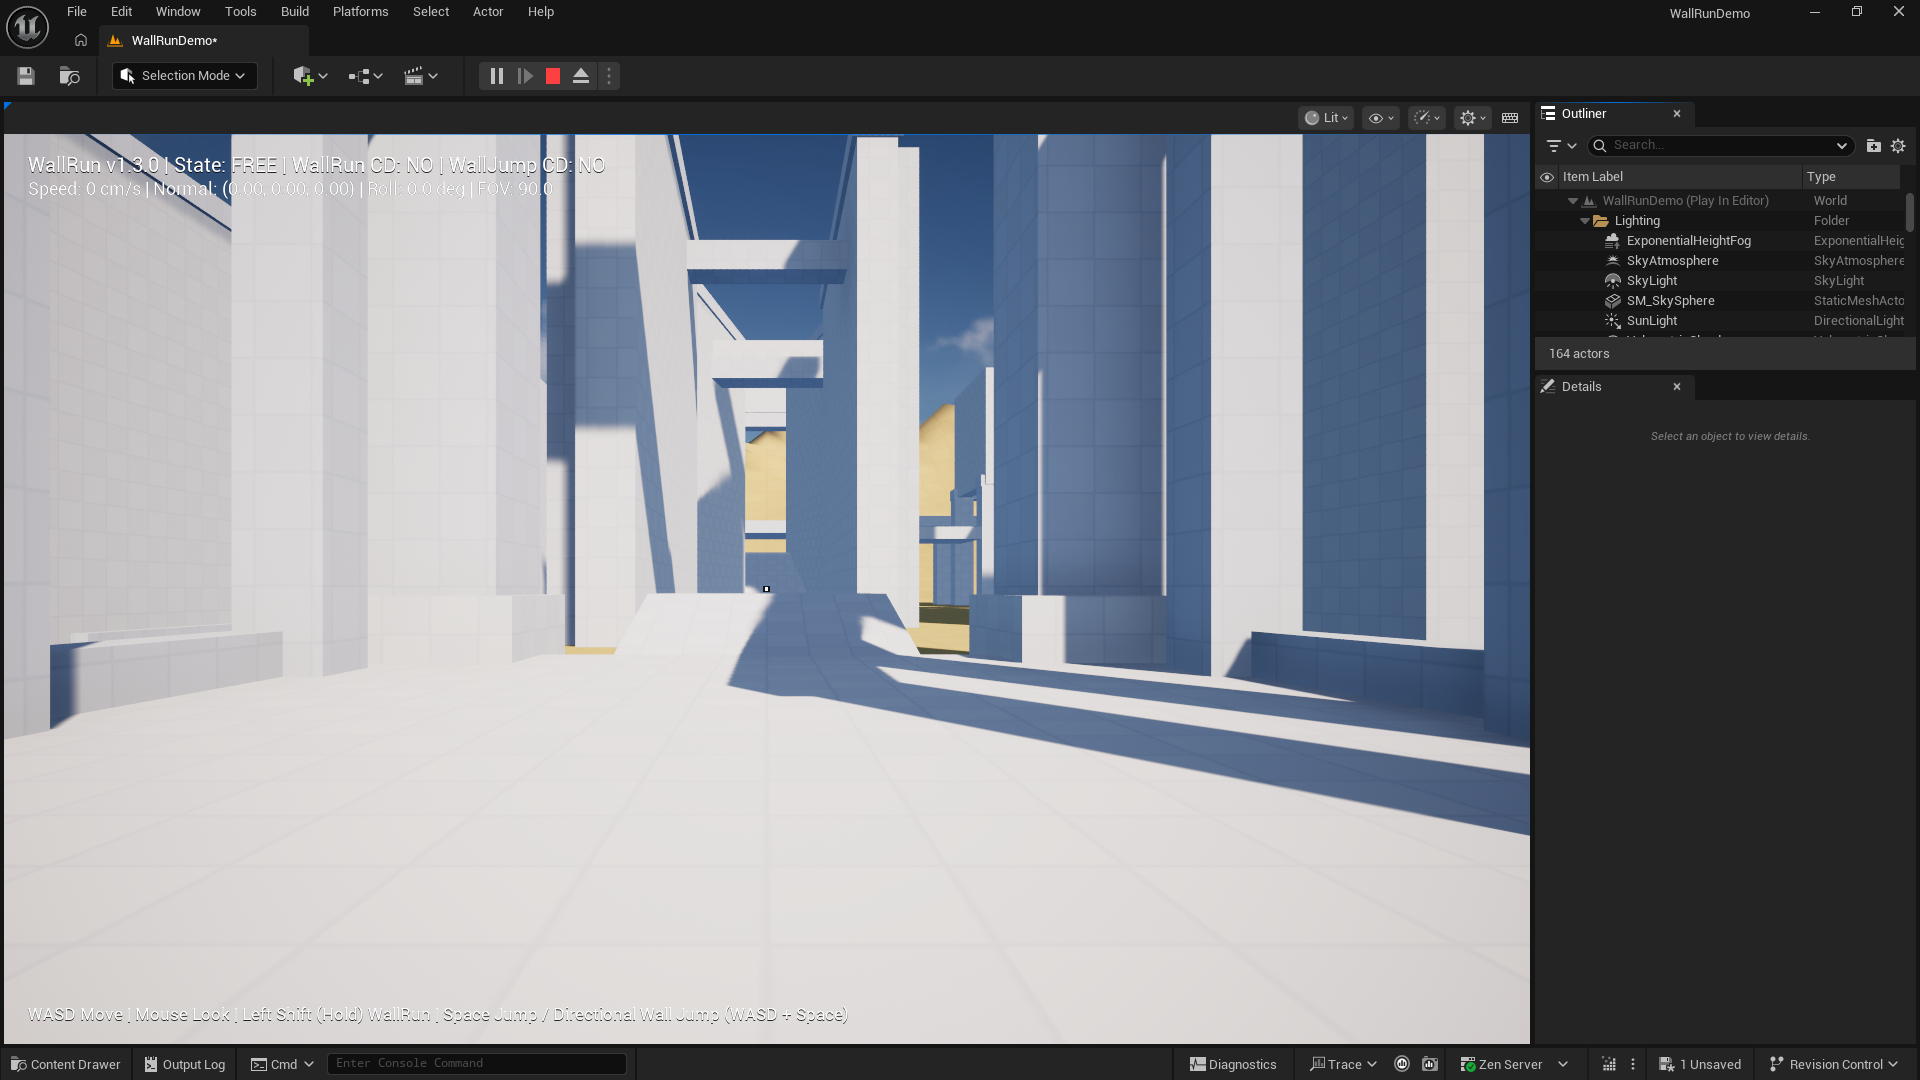 File Edit Window Tools Build Platforms Select Actor Help
WallRunDemo
WallRunDemo*
Selection Mode
Lit
WallRun v1.3.0 | State: FREE | WallRun CD: NO | WallJump CD: NO
Speed: 0 cm/s | Normal: (0.00, 0.00, 0.00) | Roll: 0.0 deg | FOV: 90.0
WASD Move | Mouse Look | Left Shift (Hold) WallRun | Space Jump / Directional Wall Jump (WASD + Space)
Outliner
Search...
Item Label Type
WallRunDemo (Play In Editor) World
Lighting Folder
ExponentialHeightFog ExponentialHeig
SkyAtmosphere SkyAtmosphere
SkyLight SkyLight
SM_SkySphere StaticMeshActo
SunLight DirectionalLight
164 actors
Details
Select an object to view details.
Content Drawer Output Log Cmd Enter Console Command Diagnostics Trace Zen Server 1 Unsaved Revision Control